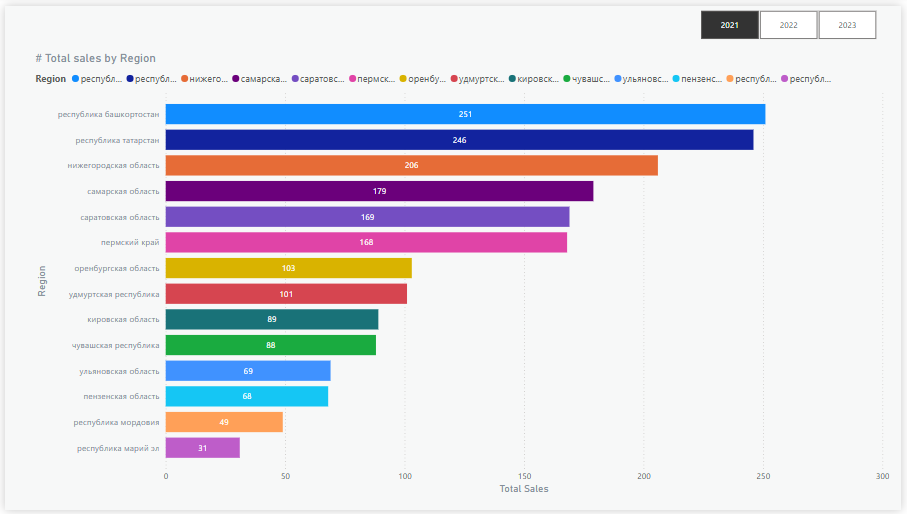 2021 2022 2023
# Total sales by Region
Region республ... республ... нижего... самарска... саратовс... пермск... оренбу... удмуртск... кировск... чувашс... ульяновс... пензенс... республ... республ...
республика башкортостан 251
республика татарстан 246
нижегородская область 206
самарская область 179
саратовская область 169
пермский край 168
оренбургская область 103
удмуртская республика 101
кировская область 89
чувашская республика 88
ульяновская область 69
пензенская область 68
республика мордовия 49
республика марий эл 31
Region
0 50 100 150 200 250 300
Total Sales